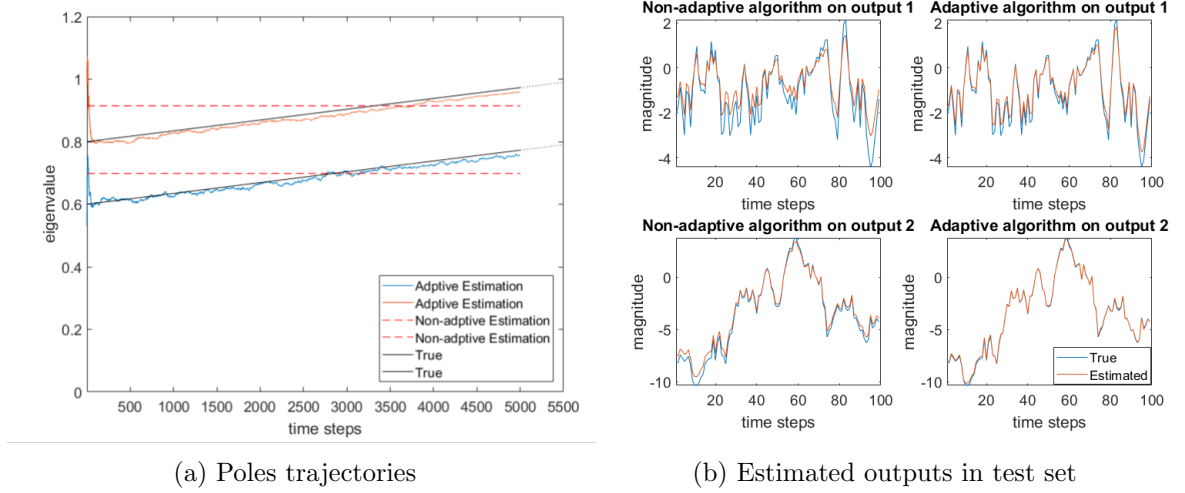 1.2
1
0.8
0.6
0.4
0.2
0
eigenvalue
500 1000 1500 2000 2500 3000 3500 4000 4500 5000 5500
time steps
Adptive Estimation
Adptive Estimation
Non-adptive Estimation
Non-adptive Estimation
True
True
(a) Poles trajectories
Non-adaptive algorithm on output 1
2
0
-2
-4
magnitude
20 40 60 80 100
time steps
Adaptive algorithm on output 1
2
0
-2
-4
magnitude
20 40 60 80 100
time steps
Non-adaptive algorithm on output 2
0
-5
-10
magnitude
20 40 60 80 100
time steps
Adaptive algorithm on output 2
0
-5
-10
magnitude
True
Estimated
20 40 60 80 100
time steps
(b) Estimated outputs in test set